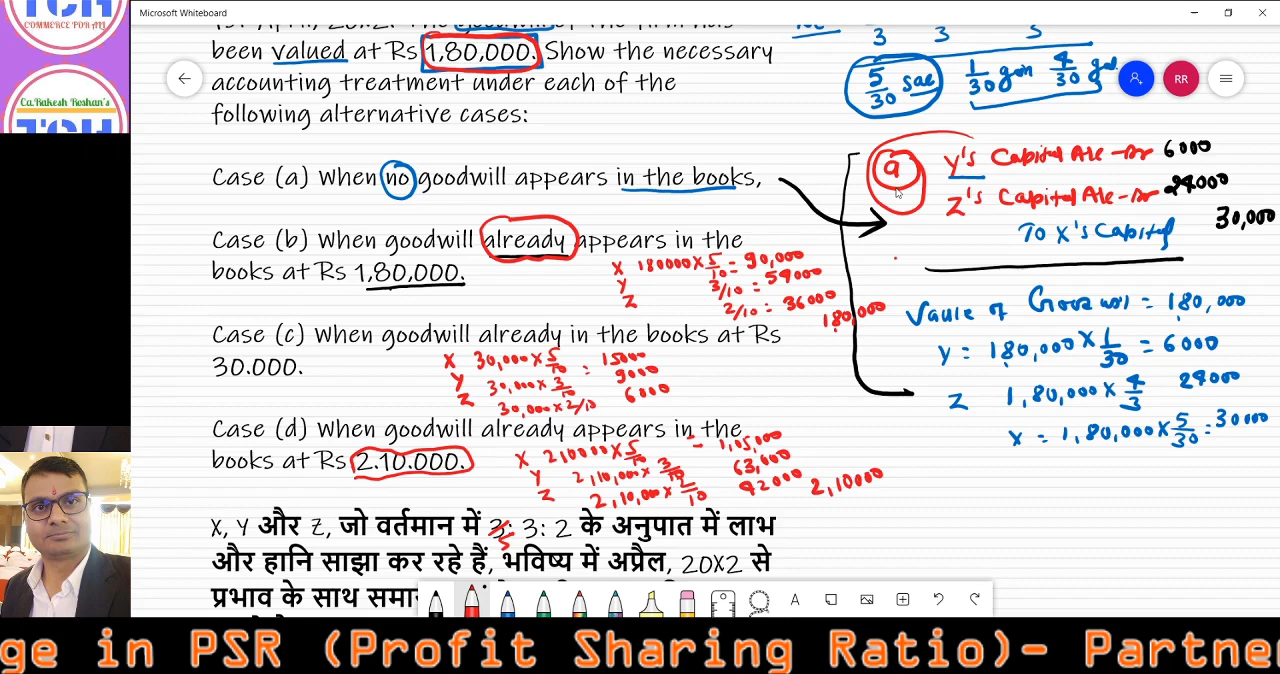 Microsoft Whiteboard
COMMERCE FOR ALL
Ca.Rakesh Roshan's
been valued at Rs 1,80,000. Show the necessary
accounting treatment under each of the
following alternative cases:
Case (a) When no goodwill appears in the books,
Case (b) When goodwill already appears in the
books at Rs 1,80,000.
X 180000 × 5/10 = 90,000
Y 3/10 = 54000
Z 2/10 = 36000
180,000
Case (c) When goodwill already in the books at Rs
30.000.
X 30,000 × 5/10 = 15000
Y 30,000 × 3/10 9000
Z 30,000 × 2/10 6000
Case (d) When goodwill already appears in the
books at Rs 2.10.000.
X 210000 × 5/10 - 1,05,000
Y 2,10,000 × 3/10 63,000
Z 2,10,000 × 2/10 42000
2,10000
X, Y और Z, जो वर्तमान में 3: 3: 2 के अनुपात में लाभ
5
और हानि साझा कर रहे हैं, भविष्य में अप्रैल, 20X2 से
प्रभाव के साथ समा
3 3
5/30 sac 1/30 gain 4/30
RR
a Y's Capital A/c -Dr 6000
Z's Capital A/c -Dr 24000
To X's Capital 30,000
Value of Goodwill = 180,000
Y = 180,000 × 1/30 = 6000
Z 1,80,000 × 4/3 24000
X = 1,80,000 × 5/30 = 30000
ge in PSR (Profit Sharing Ratio)- Partne